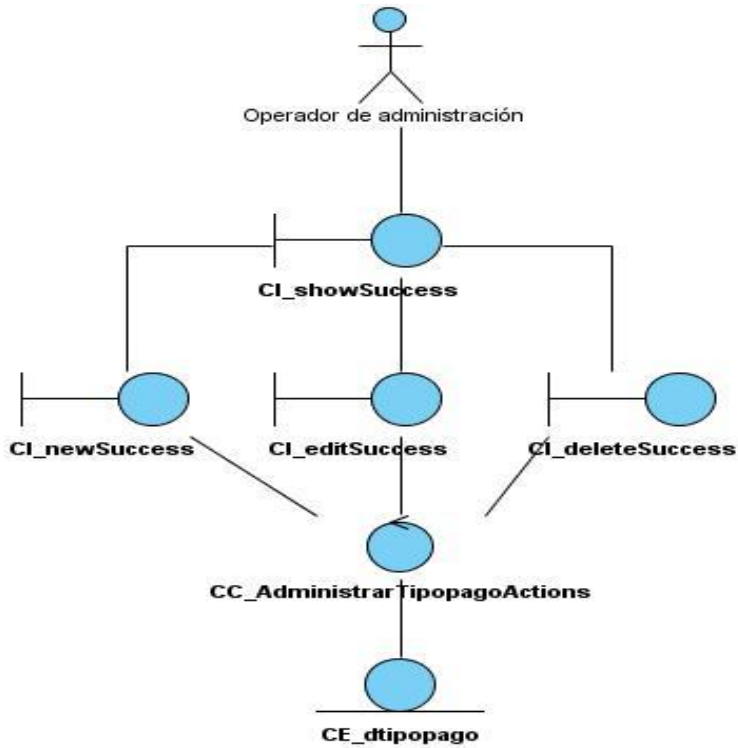 Operador de administración
CI_showSuccess
CI_newSuccess
CI_editSuccess
CI_deleteSuccess
CC_AdministrarTipopagoActions
CE_dtipopago